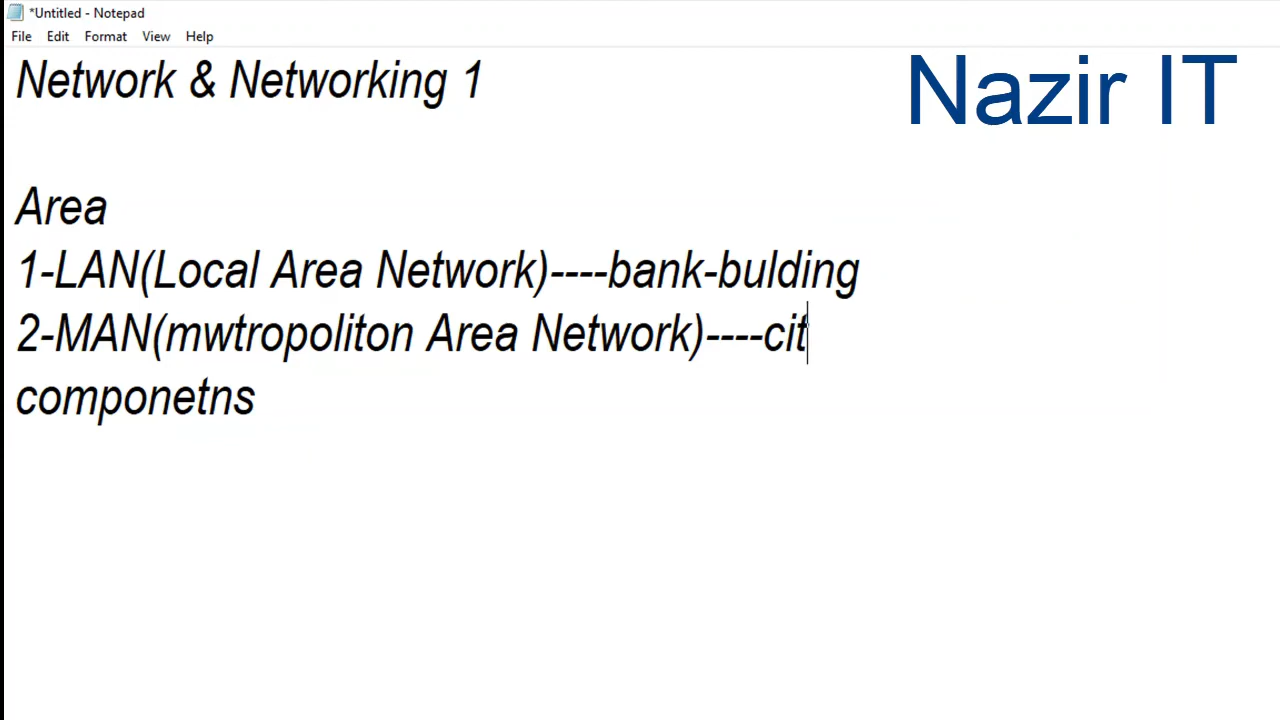 *Untitled - Notepad
File Edit Format View Help
Network & Networking 1
Nazir IT
Area
1-LAN(Local Area Network)----bank-bulding
2-MAN(mwtropoliton Area Network)----cit
componetns